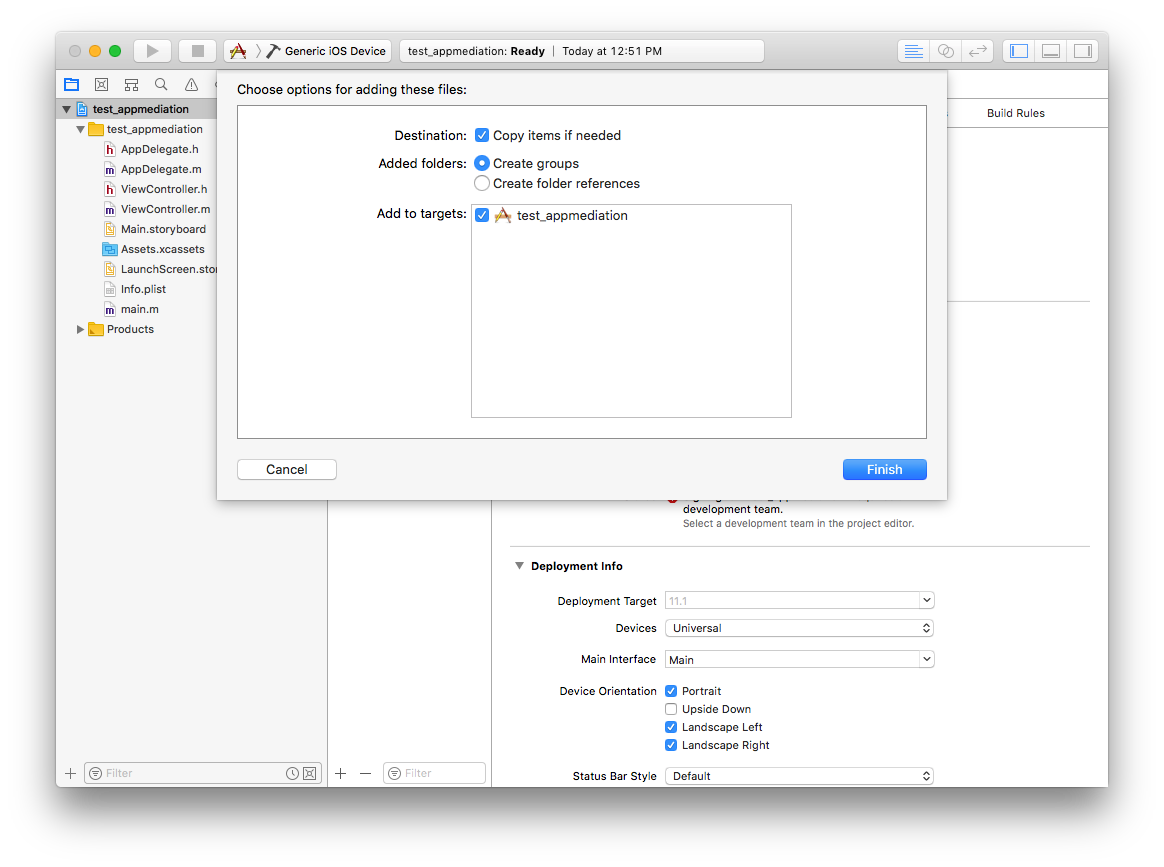 Generic iOS Device
test_appmediation: Ready | Today at 12:51 PM
Choose options for adding these files:
Destination: Copy items if needed
Added folders: Create groups
Create folder references
Add to targets: test_appmediation
Cancel
Finish
test_appmediation
test_appmediation
AppDelegate.h
AppDelegate.m
ViewController.h
ViewController.m
Main.storyboard
Assets.xcassets
LaunchScreen.stor
Info.plist
main.m
Products
Build Rules
development team.
Select a development team in the project editor.
Deployment Info
Deployment Target 11.1
Devices Universal
Main Interface Main
Device Orientation Portrait
Upside Down
Landscape Left
Landscape Right
Status Bar Style Default
Filter
Filter